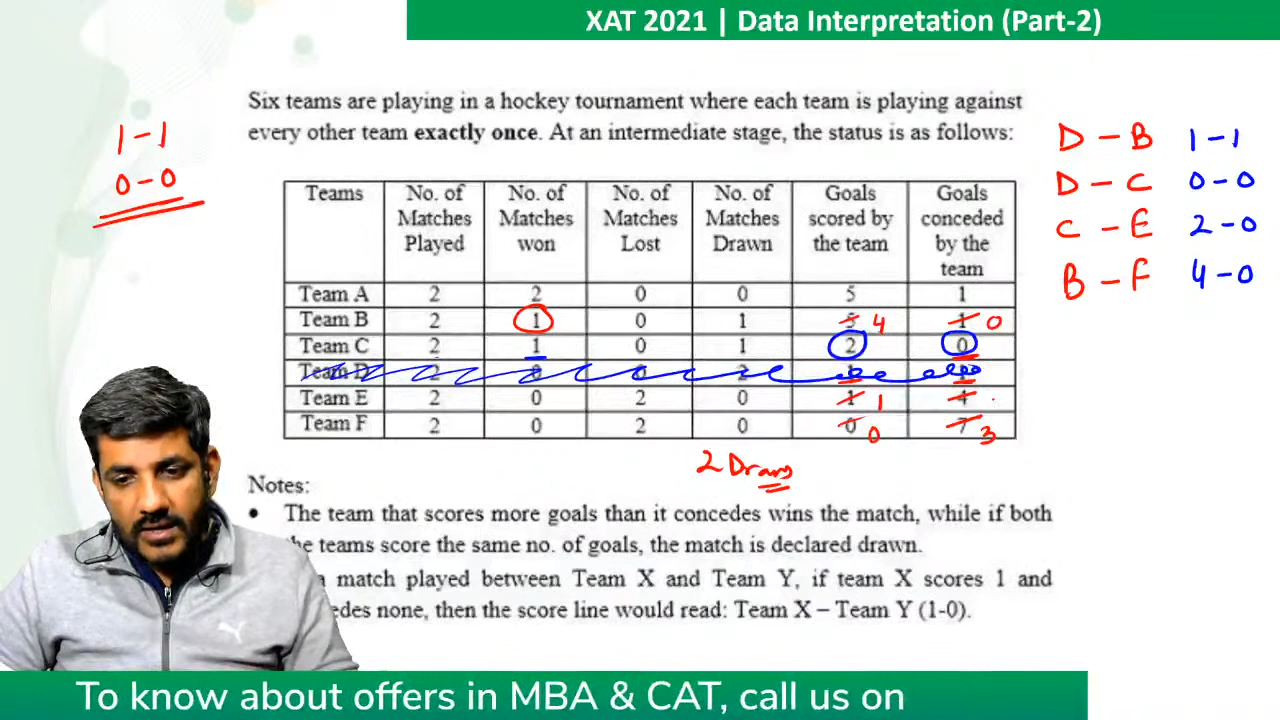 XAT 2021 | Data Interpretation (Part-2)
Six teams are playing in a hockey tournament where each team is playing against
every other team exactly once. At an intermediate stage, the status is as follows:
1-1
0-0
D - B 1-1
D - C 0-0
C - E 2-0
B - F 4-0
Teams No. of Matches Played No. of Matches won No. of Matches Lost No. of Matches Drawn Goals scored by the team Goals conceded by the team
Team A 2 2 0 0 5 1
Team B 2 1 0 1 5 4 1 0
Team C 2 1 0 1 2 0
Team D 2 0 0 2
Team E 2 0 2 0 1 1 4
Team F 2 0 2 0 0 0 7 3
2 Draws
Notes:
• The team that scores more goals than it concedes wins the match, while if both
the teams score the same no. of goals, the match is declared drawn.
match played between Team X and Team Y, if team X scores 1 and
none, then the score line would read: Team X – Team Y (1-0).
To know about offers in MBA & CAT, call us on